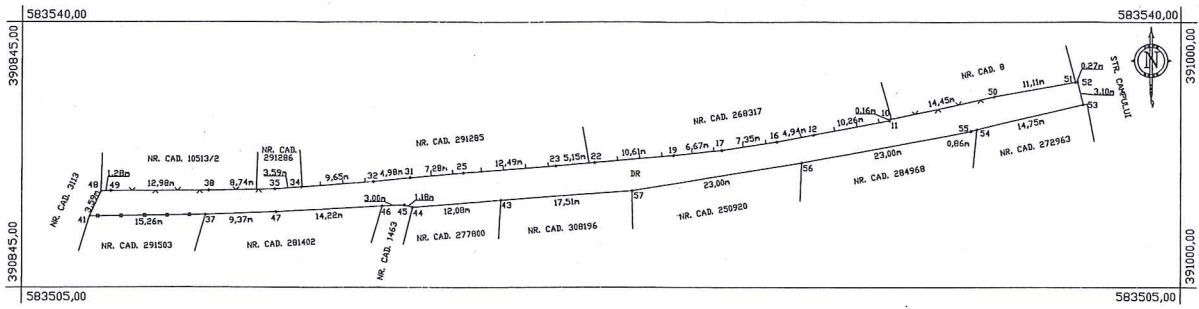 583540,00
583540,00
390845,00
391000,00
N
STR. CAMPULUI
NR. CAD. 8
0.27m
51
52
3.10m
53
11,11m
50
14,45m
0.16m
10
11
NR. CAD. 268317
10,26m
12
4,94m
16
7,35m
17
6,67m
19
10,61m
22
5,15m
23
NR. CAD. 291285
12,49m
25
7,28m
31
4,98m
32
9,65m
NR. CAD.
291286
3.59m
34
35
8,74m
NR. CAD. 10513/2
38
12,98m
1.28m
48
49
NR. CAD. 3113
3.59m
41
15,26m
37
9,37m
47
14,22m
3.00m
46
45
1.18m
44
12,08m
43
17,51m
57
DR
23,00m
56
23,00m
55
54
0,86m
14,75m
NR. CAD. 291503
NR. CAD. 281402
NR. CAD. 1463
NR. CAD. 277800
NR. CAD. 308196
NR. CAD. 250920
NR. CAD. 284968
NR. CAD. 272963
390845,00
391000,00
583505,00
583505,00